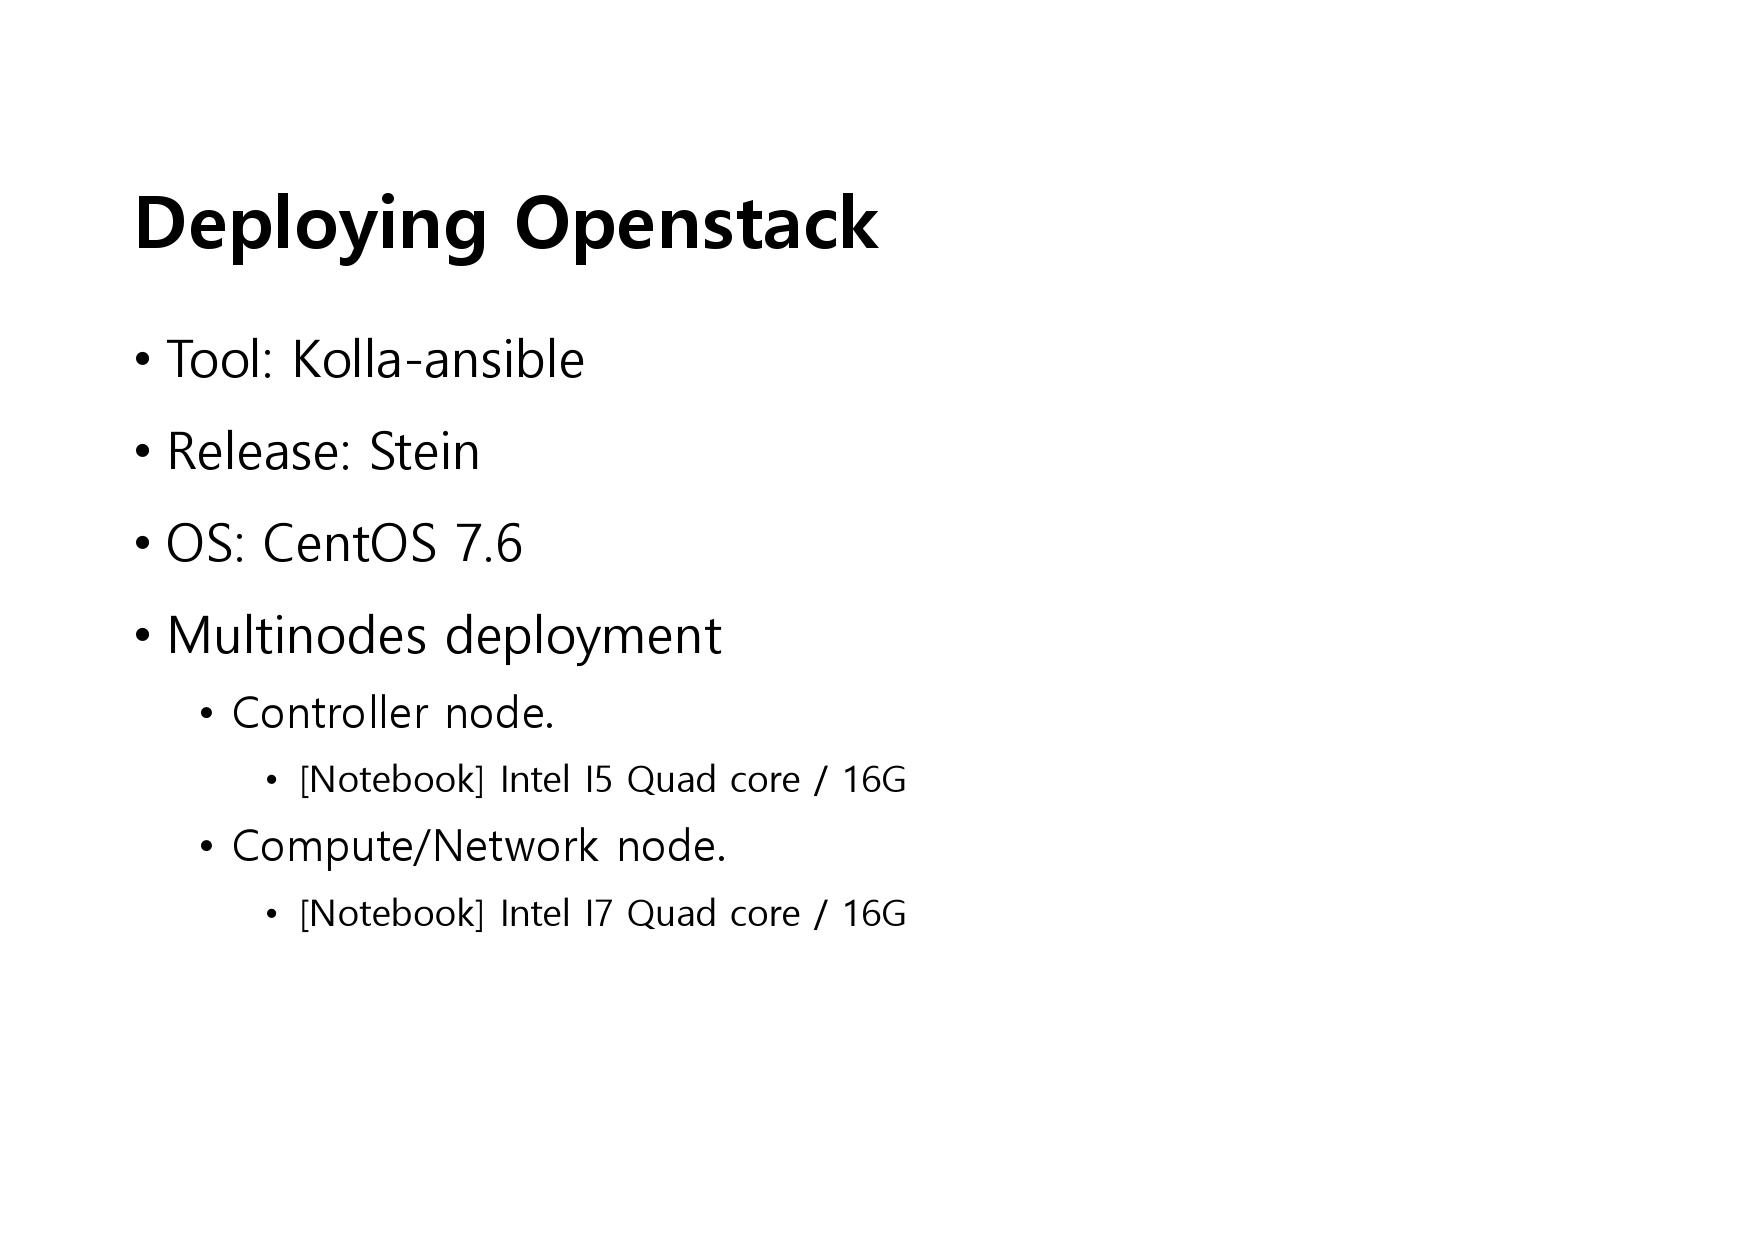 Deploying Openstack
• Tool: Kolla-ansible
• Release: Stein
• OS: CentOS 7.6
• Multinodes deployment
• Controller node.
• [Notebook] Intel I5 Quad core / 16G
• Compute/Network node.
• [Notebook] Intel I7 Quad core / 16G